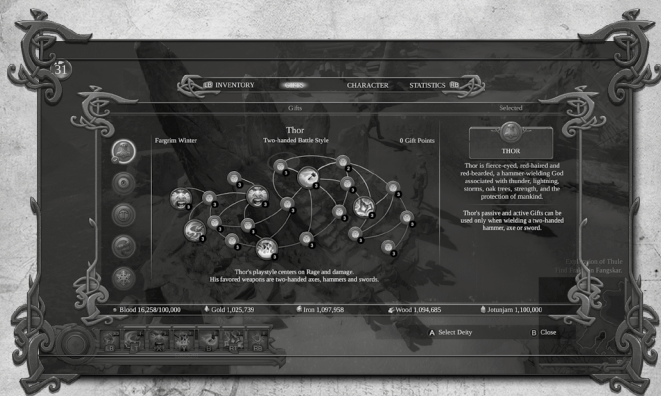 31
LB INVENTORY
CHARACTER
STATISTICS RB
Gifts
Selected
Thor
Fargrim Winter
Two-handed Battle Style
0 Gift Points
THOR
Thor is fierce-eyed, red-haired and
red-bearded, a hammer-wielding God
associated with thunder, lightning,
storms, oak trees, strength, and the
protection of mankind.
Thor's passive and active Gifts can be
used only when wielding a two-handed
hammer, axe or sword.
Thor's playstyle centers on Rage and damage.
His favored weapons are two-handed axes, hammers and swords.
Blood 16,258/100,000
Gold 1,025,739
Iron 1,097,958
Wood 1,094,685
Jotunjarn 1,100,000
A Select Deity
B Close